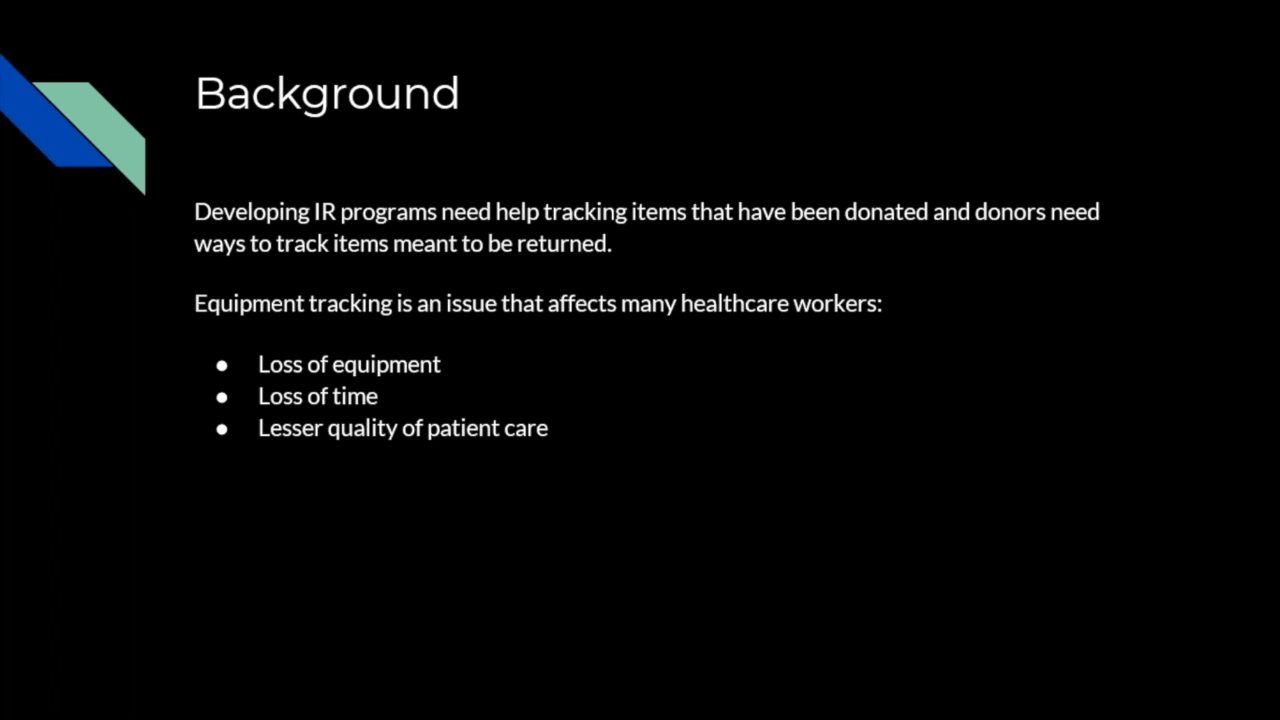 Background
Developing IR programs need help tracking items that have been donated and donors need
ways to track items meant to be returned.
Equipment tracking is an issue that affects many healthcare workers:
● Loss of equipment
● Loss of time
● Lesser quality of patient care